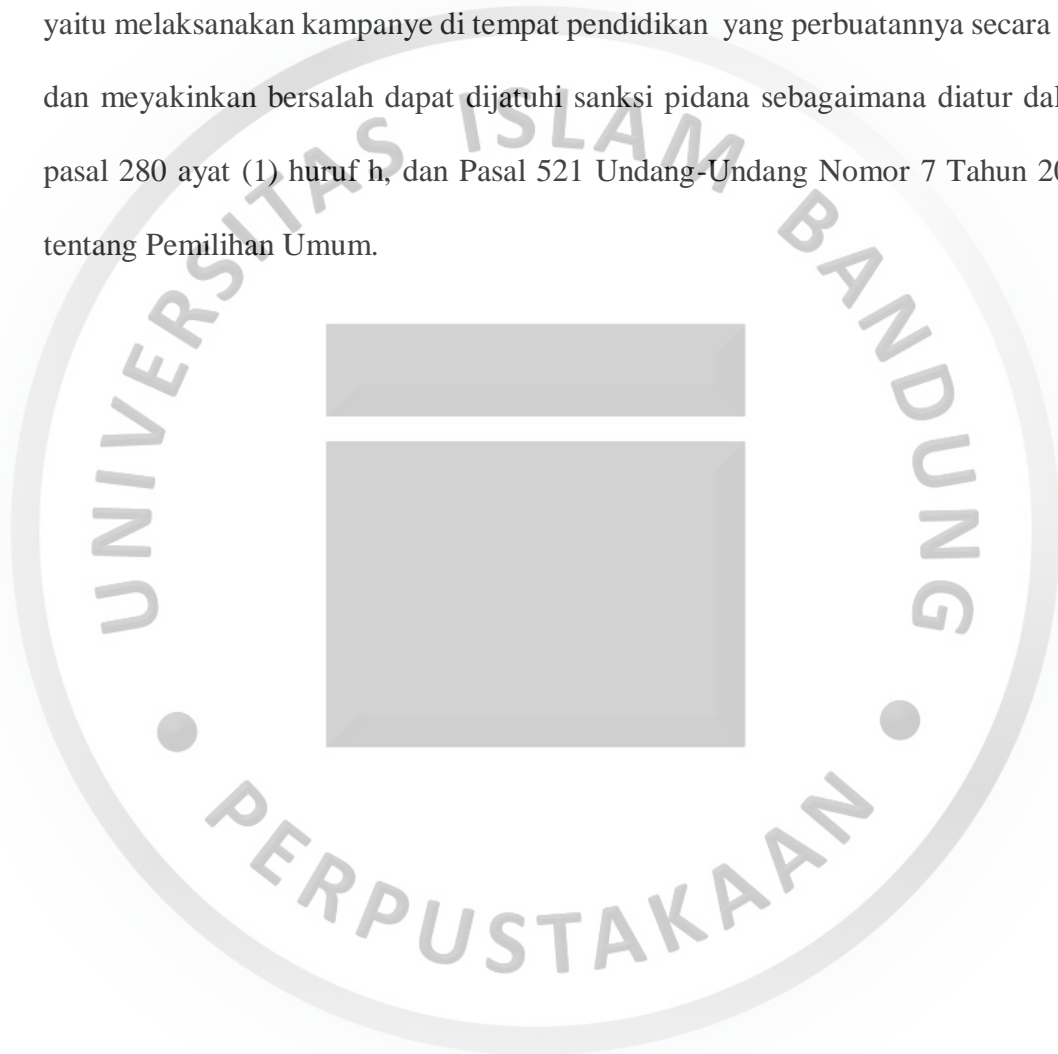 yaitu melaksanakan kampanye di tempat pendidikan yang perbuatannya secara
dan meyakinkan bersalah dapat dijatuhi sanksi pidana sebagaimana diatur dal
pasal 280 ayat (1) huruf h, dan Pasal 521 Undang-Undang Nomor 7 Tahun 20
tentang Pemilihan Umum.
UNIVERSITAS ISLAM BANDUNG
PERPUSTAKAAN